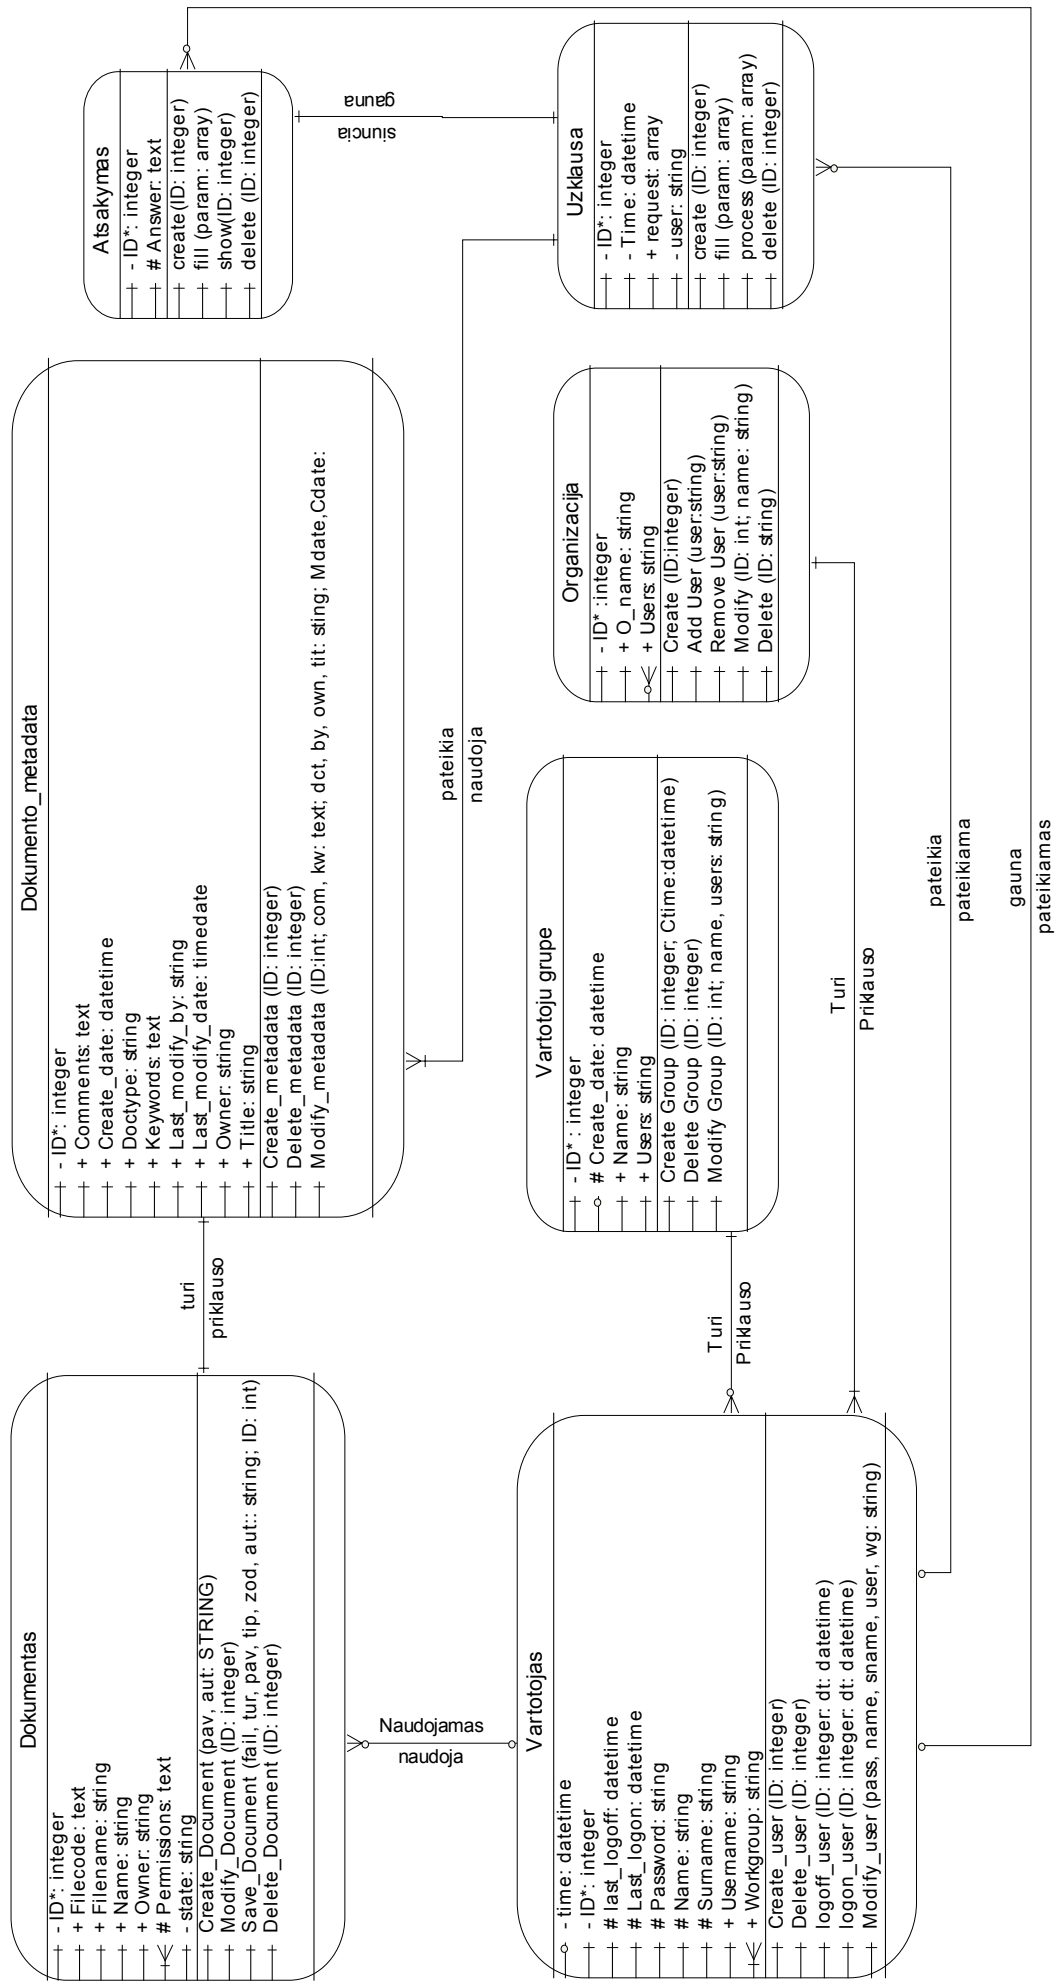 Dokumentas
- ID*: integer
+ Filecode: text
+ Filename: string
+ Name: string
+ Owner: string
# Permissions: text
- state: string
Create_Document (pav, aut: STRING)
Modify_Document (ID: integer)
Save_Document (fail, tur, pav, tip, zod, aut:: string; ID: int)
Delete_Document (ID: integer)
turi
priklauso
Dokumento_metadata
- ID*: integer
+ Comments: text
+ Create_date: datetime
+ Doctype: string
+ Keywords: text
+ Last_modify_by: string
+ Last_modify_date: timedate
+ Owner: string
+ Title: string
Create_metadata (ID: integer)
Delete_metadata (ID: integer)
Modify_metadata (ID:int; com, kw: text; dct, by, own, tit: sting; Mdate,Cdate:
Atsakymas
- ID*: integer
# Answer: text
create(ID: integer)
fill (param: array)
show(ID: integer)
delete (ID: integer)
siuncia
gauna
pateikia
naudoja
Naudojamas
naudoja
Vartotojas
- time: datetime
- ID*: integer
# last_logoff: datetime
# Last_logon: datetime
# Password: string
# Name: string
# Surname: string
+ Username: string
+ Workgroup: string
Create_user (ID: integer)
Delete_user (ID: integer)
logoff_user (ID: integer: dt: datetime)
logon_user (ID: integer: dt: datetime)
Modify_user (pass, name, sname, user, wg: string)
Turi
Priklauso
Vartotoju grupe
- ID* : integer
# Create_date: datetime
+ Name: string
+ Users: string
Create Group (ID: integer; Ctime:datetime)
Delete Group (ID: integer)
Modify Group (ID: int; name, users: string)
Organizacija
- ID* :integer
+ O_name: string
+ Users: string
Create (ID:integer)
Add User (user:string)
Remove User (user:string)
Modify (ID: int; name: string)
Delete (ID: string)
Uzklausa
- ID*: integer
- Time: datetime
+ request: array
- user: string
create (ID: integer)
fill (param: array)
process (param: array)
delete (ID: integer)
Turi
Priklauso
pateikia
pateikiama
gauna
pateikiamas